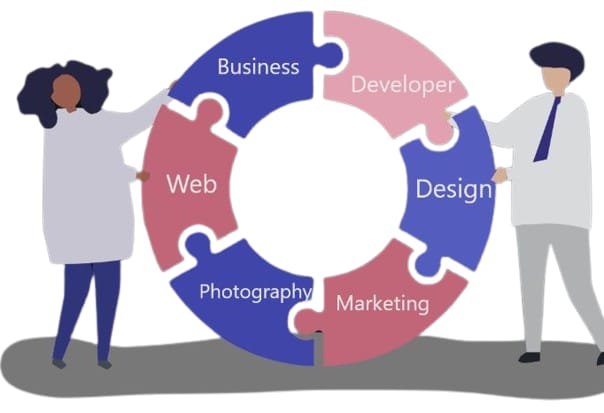 Business
Developer
Web
Design
Photography
Marketing